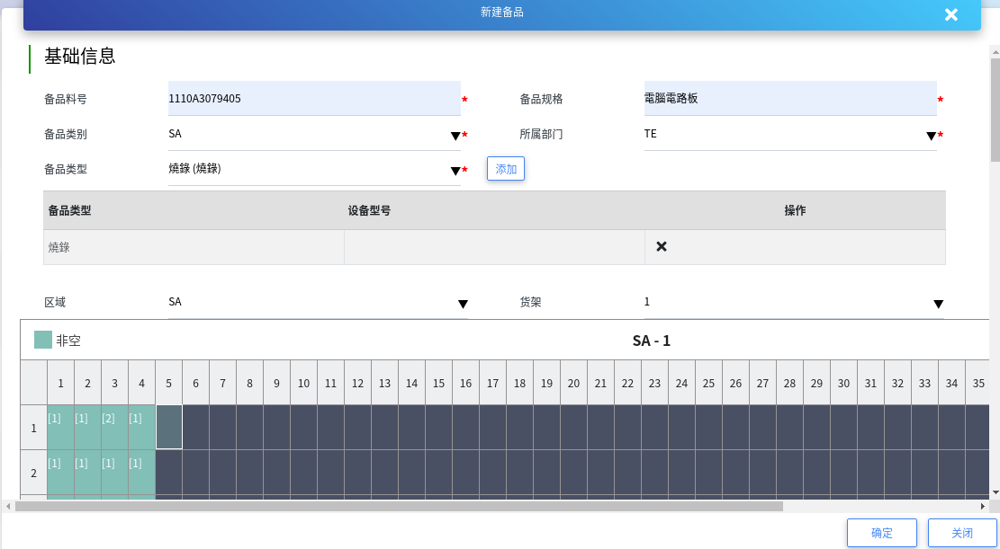 新建备品
基础信息
备品料号 1110A3079405 * 备品规格 電腦電路板 *
备品类别 SA * 所属部门 TE *
备品类型 燒錄 (燒錄) * 添加
备品类型 设备型号 操作
燒錄
区域 SA 货架 1
非空 SA - 1
1 2 3 4 5 6 7 8 9 10 11 12 13 14 15 16 17 18 19 20 21 22 23 24 25 26 27 28 29 30 31 32 33 34 35
1 [1] [1] [2] [1]
2 [1] [1] [1] [1]
确定 关闭